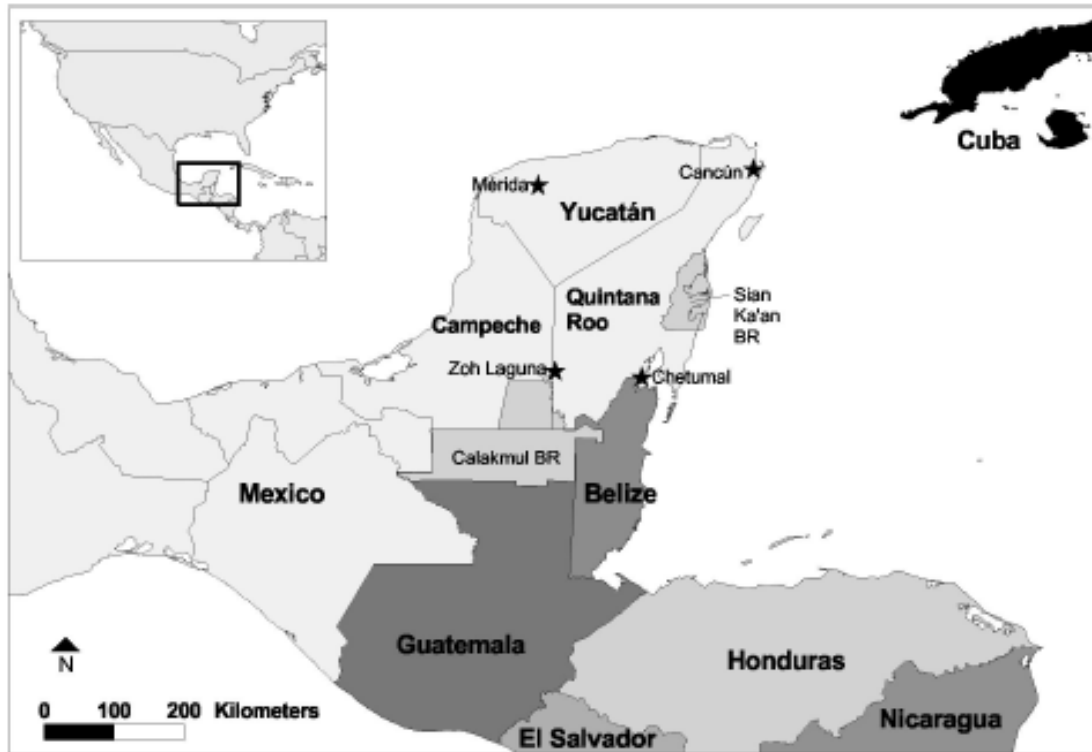 Cuba
Mérida
Cancún
Yucatán
Quintana
Roo
Sian
Ka'an
BR
Campeche
Zoh Laguna
Chetumal
Calakmul BR
Mexico
Belize
Guatemala
Honduras
N
0 100 200 Kilometers
Nicaragua
El Salvador